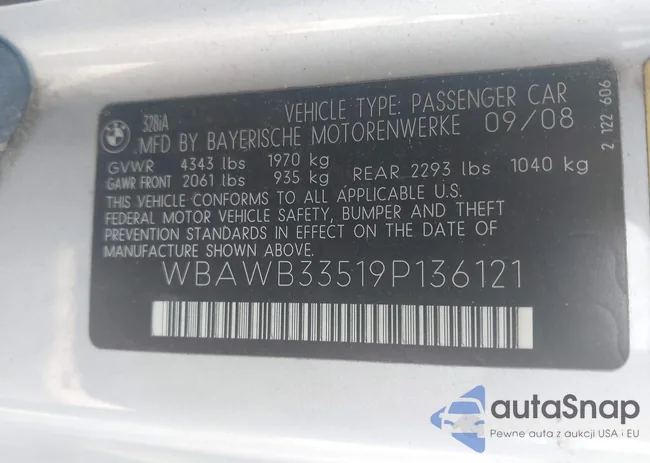 328iA
VEHICLE TYPE: PASSENGER CAR
MFD BY BAYERISCHE MOTORENWERKE 09/08
GVWR 4343 lbs 1970 kg
GAWR FRONT 2061 lbs 935 kg REAR 2293 lbs 1040 kg
THIS VEHICLE CONFORMS TO ALL APPLICABLE U.S.
FEDERAL MOTOR VEHICLE SAFETY, BUMPER AND THEFT
PREVENTION STANDARDS IN EFFECT ON THE DATE OF
MANUFACTURE SHOWN ABOVE.
WBAWB33519P136121
2 122 606
autaSnap
Pewne auta z aukcji USA i EU